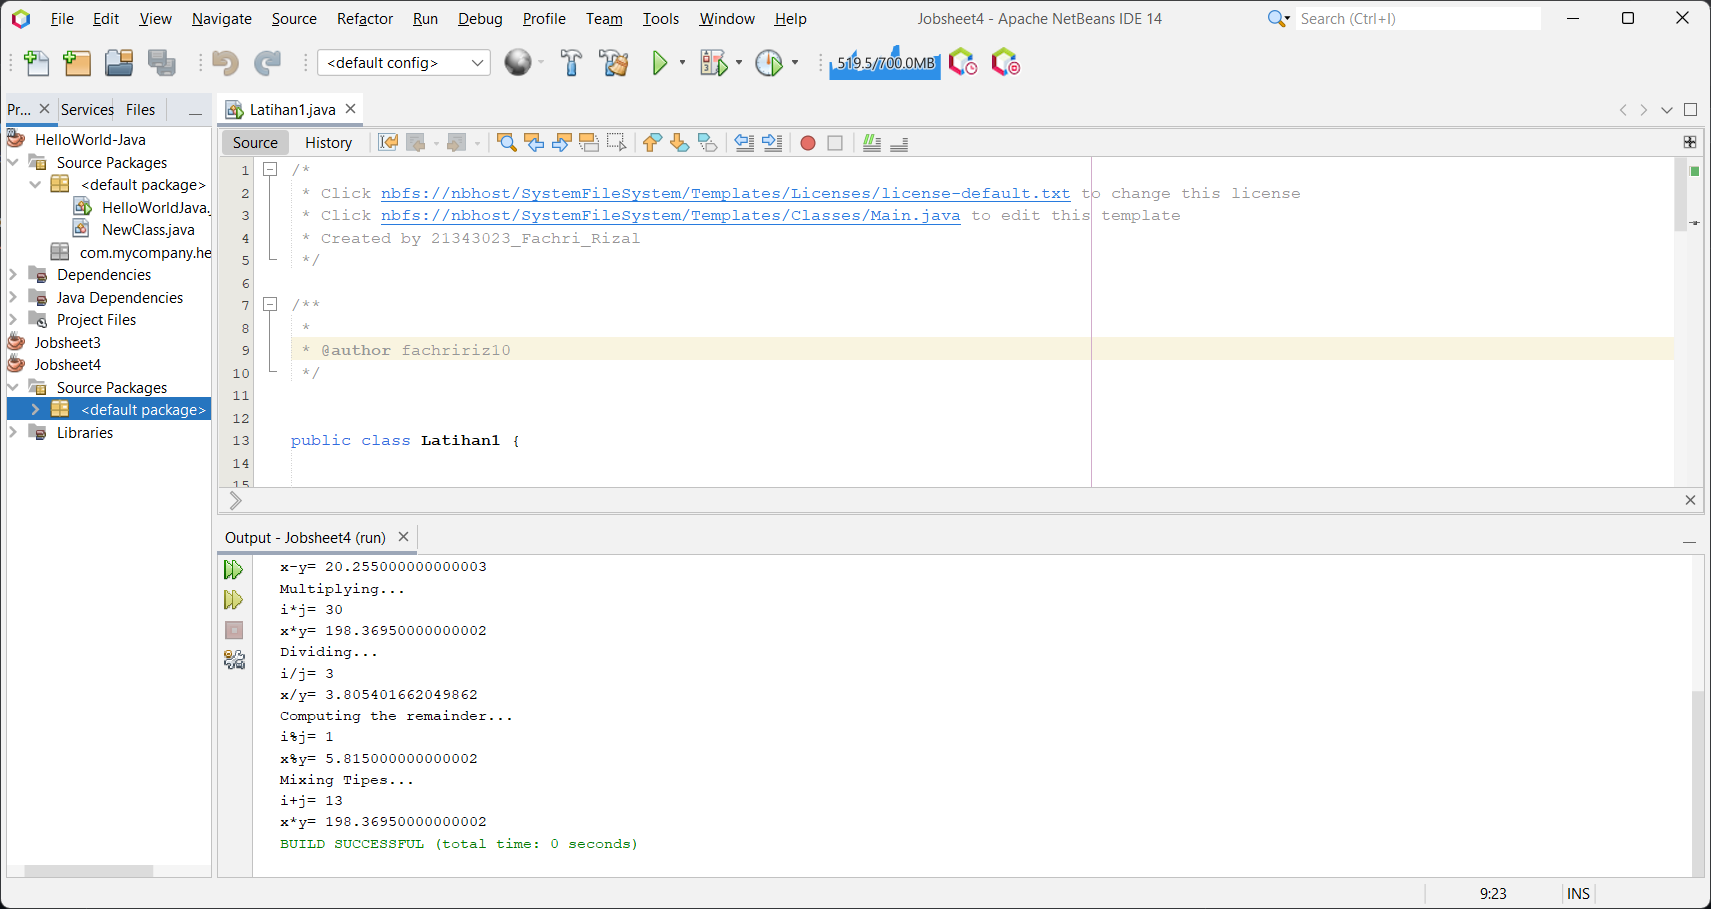 File Edit View Navigate Source Refactor Run Debug Profile Team Tools Window Help Jobsheet4 - Apache NetBeans IDE 14 Search (Ctrl+I)
<default config> 519.5/700.0MB
Pr... Services Files
HelloWorld-Java
Source Packages
<default package>
HelloWorldJava.
NewClass.java
com.mycompany.he
Dependencies
Java Dependencies
Project Files
Jobsheet3
Jobsheet4
Source Packages
<default package>
Libraries
Latihan1.java
Source History
1 /*
2 * Click nbfs://nbhost/SystemFileSystem/Templates/Licenses/license-default.txt to change this license
3 * Click nbfs://nbhost/SystemFileSystem/Templates/Classes/Main.java to edit this template
4 * Created by 21343023_Fachri_Rizal
5 */
6
7 /**
8 *
9 * @author fachririz10
10 */
11
12
13 public class Latihan1 {
14
15
Output - Jobsheet4 (run)
x-y= 20.255000000000003
Multiplying...
i*j= 30
x*y= 198.36950000000002
Dividing...
i/j= 3
x/y= 3.805401662049862
Computing the remainder...
i%j= 1
x%y= 5.815000000000002
Mixing Tipes...
i+j= 13
x*y= 198.36950000000002
BUILD SUCCESSFUL (total time: 0 seconds)
9:23 INS